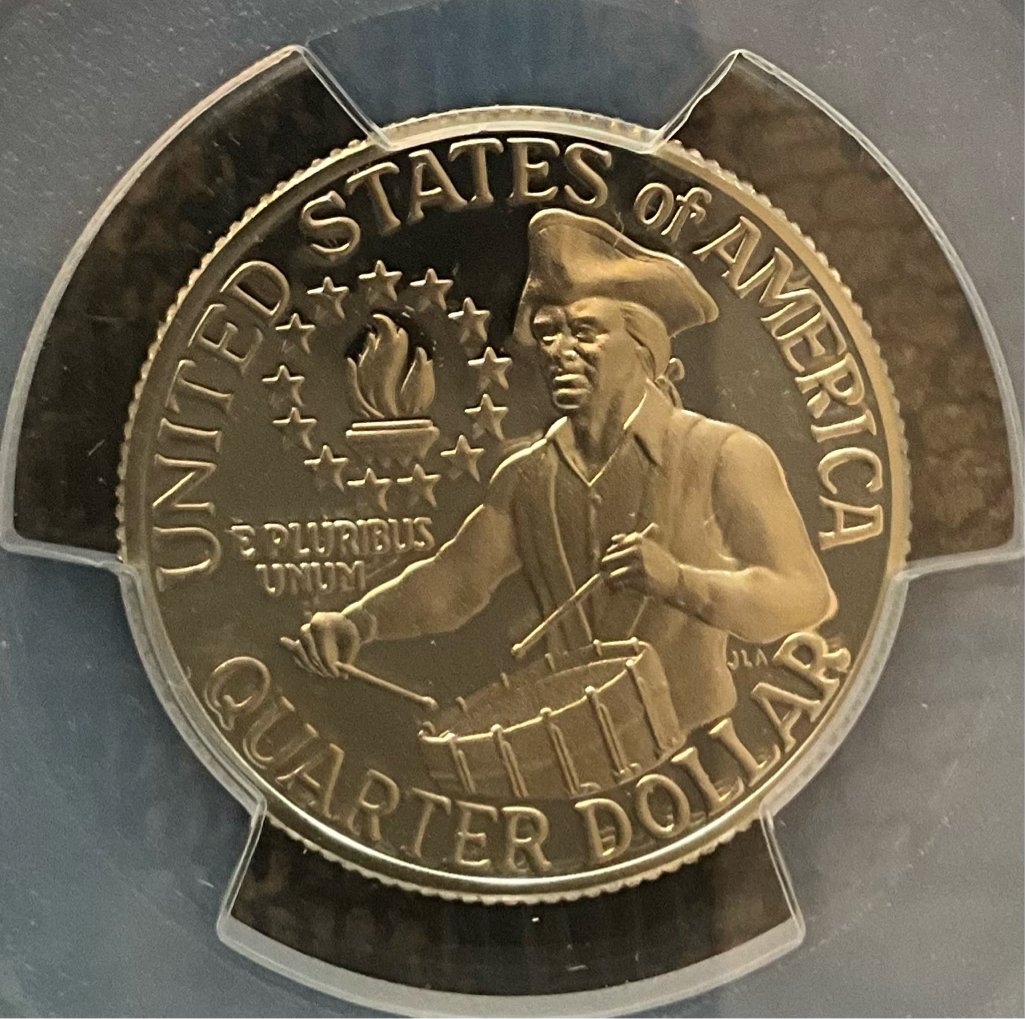 UNITED STATES of AMERICA
E PLURIBUS
UNUM
JLA
QUARTER DOLLAR